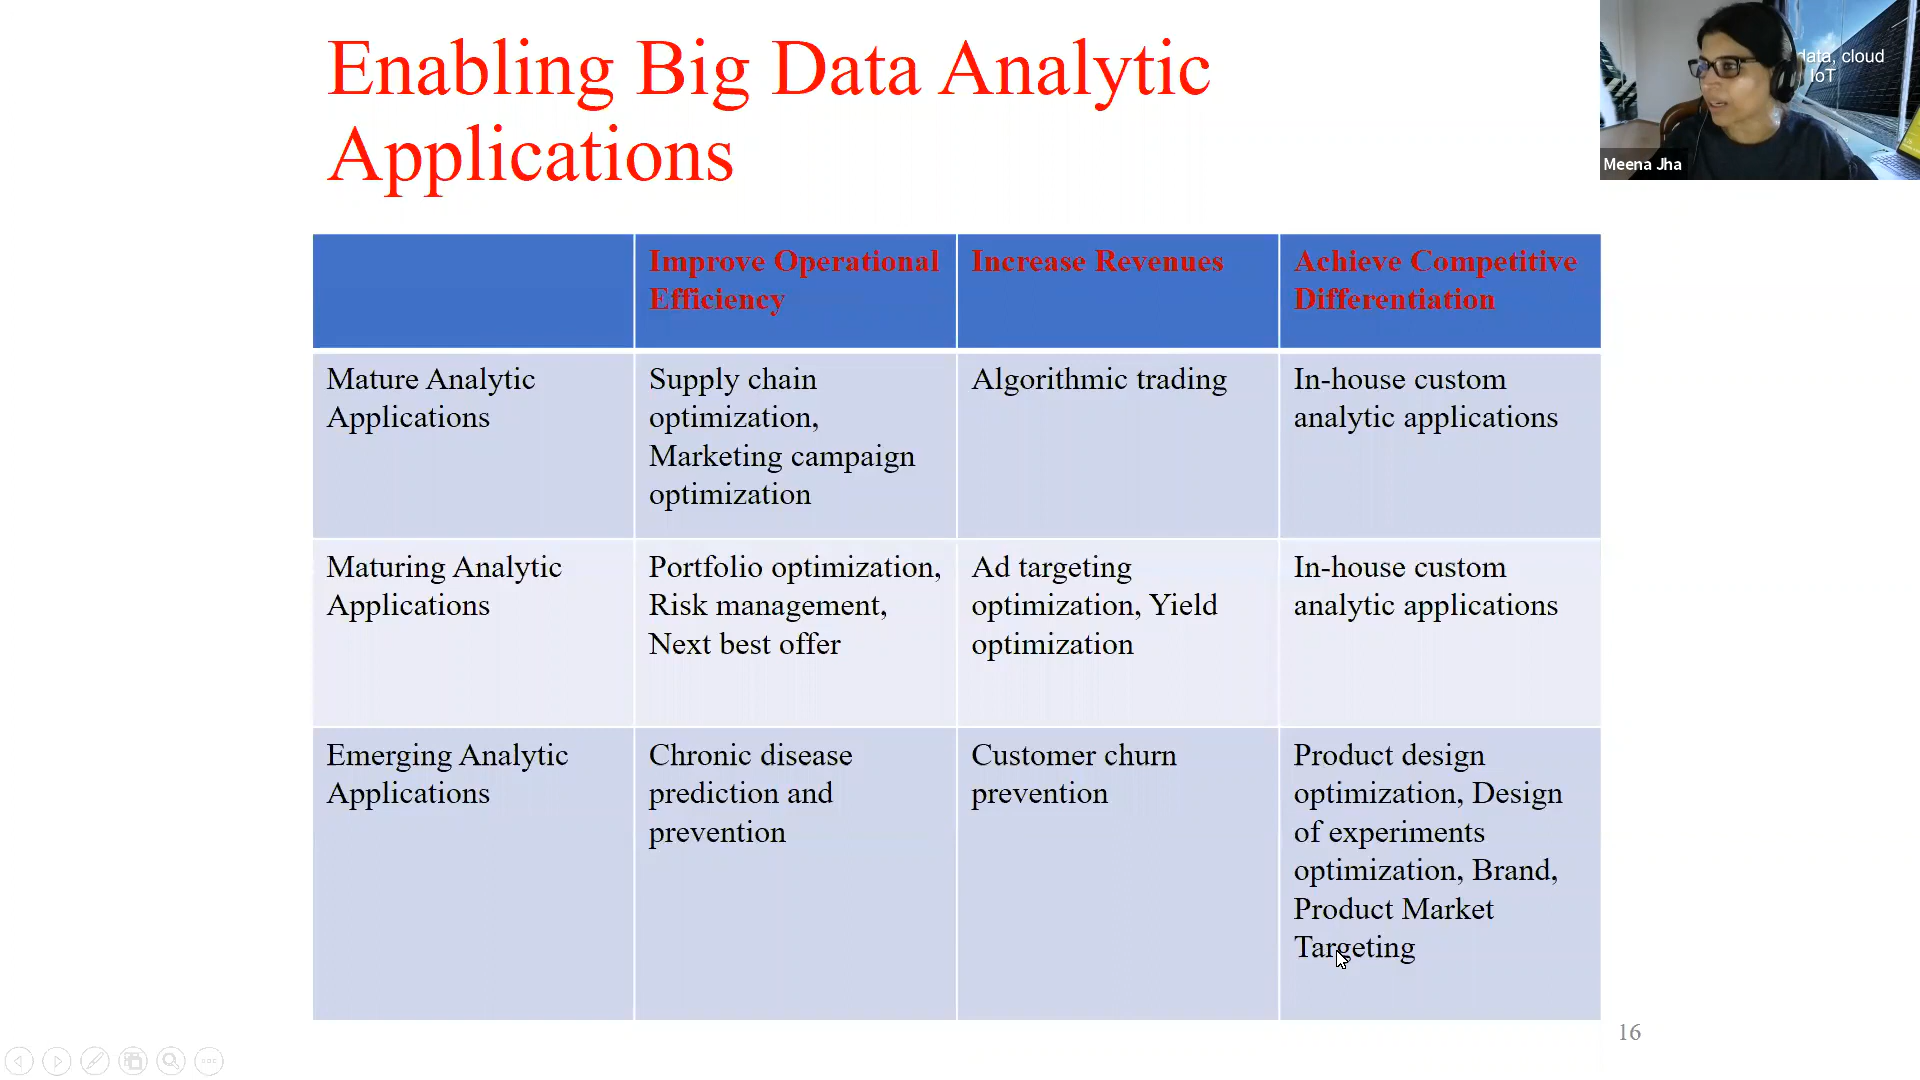 Enabling Big Data Analytic
Applications
data, cloud
IoT
Meena Jha
Improve Operational
Efficiency
Increase Revenues
Achieve Competitive
Differentiation
Mature Analytic
Applications
Supply chain
optimization,
Marketing campaign
optimization
Algorithmic trading
In-house custom
analytic applications
Maturing Analytic
Applications
Portfolio optimization,
Risk management,
Next best offer
Ad targeting
optimization, Yield
optimization
In-house custom
analytic applications
Emerging Analytic
Applications
Chronic disease
prediction and
prevention
Customer churn
prevention
Product design
optimization, Design
of experiments
optimization, Brand,
Product Market
Targeting
16